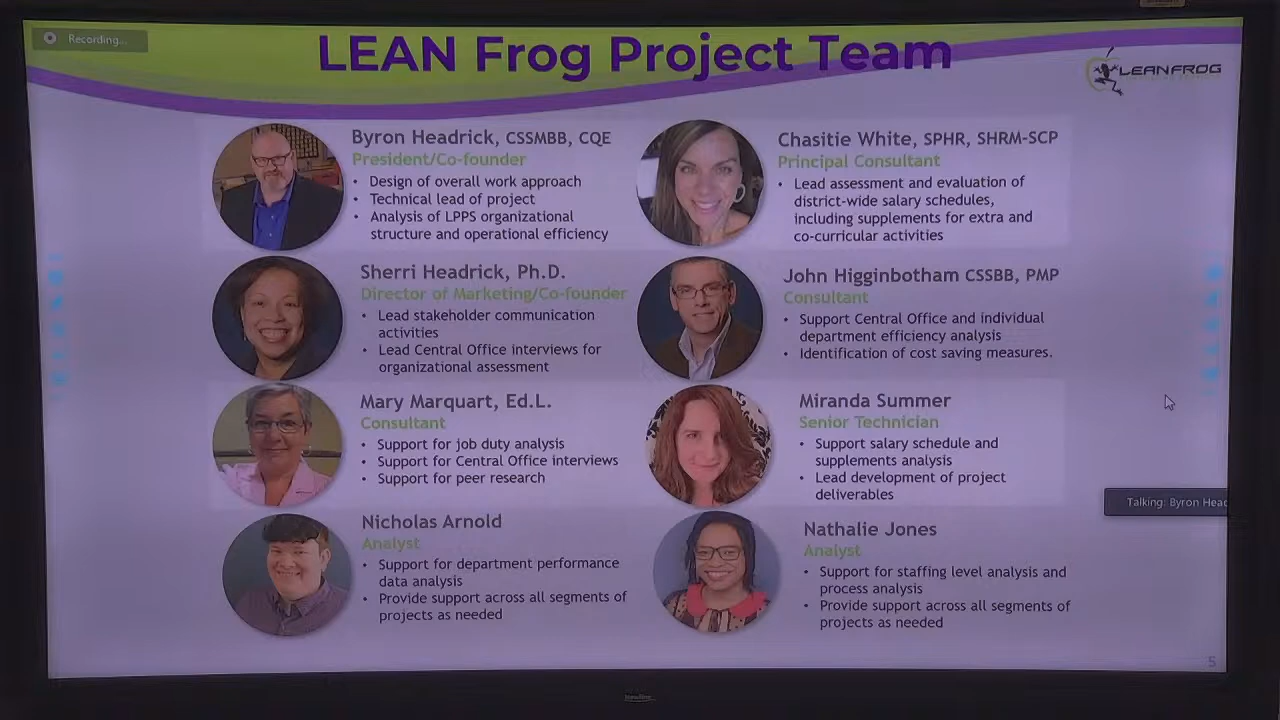 Recording...
LEAN Frog Project Team
LEANFROG
Byron Headrick, CSSMBB, CQE
President/Co-founder
• Design of overall work approach
• Technical lead of project
• Analysis of LPPS organizational
structure and operational efficiency
Chasitie White, SPHR, SHRM-SCP
Principal Consultant
• Lead assessment and evaluation of
district-wide salary schedules,
including supplements for extra and
co-curricular activities
Sherri Headrick, Ph.D.
Director of Marketing/Co-founder
• Lead stakeholder communication
activities
• Lead Central Office interviews for
organizational assessment
John Higginbotham CSSBB, PMP
Consultant
• Support Central Office and individual
department efficiency analysis
• Identification of cost saving measures.
Mary Marquart, Ed.L.
Consultant
• Support for job duty analysis
• Support for Central Office interviews
• Support for peer research
Miranda Summer
Senior Technician
• Support salary schedule and
supplements analysis
• Lead development of project
deliverables
Talking: Byron Head
Nicholas Arnold
Analyst
• Support for department performance
data analysis
• Provide support across all segments of
projects as needed
Nathalie Jones
Analyst
• Support for staffing level analysis and
process analysis
• Provide support across all segments of
projects as needed
5